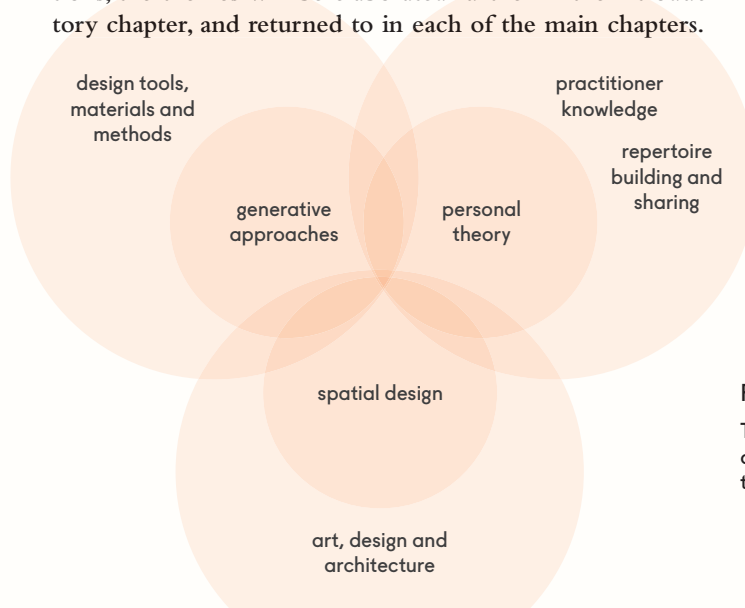 tory chapter, and returned to in each of the main chapters.
design tools,
materials and
methods
practitioner
knowledge
repertoire
building and
sharing
generative
approaches
personal
theory
spatial design
art, design and
architecture